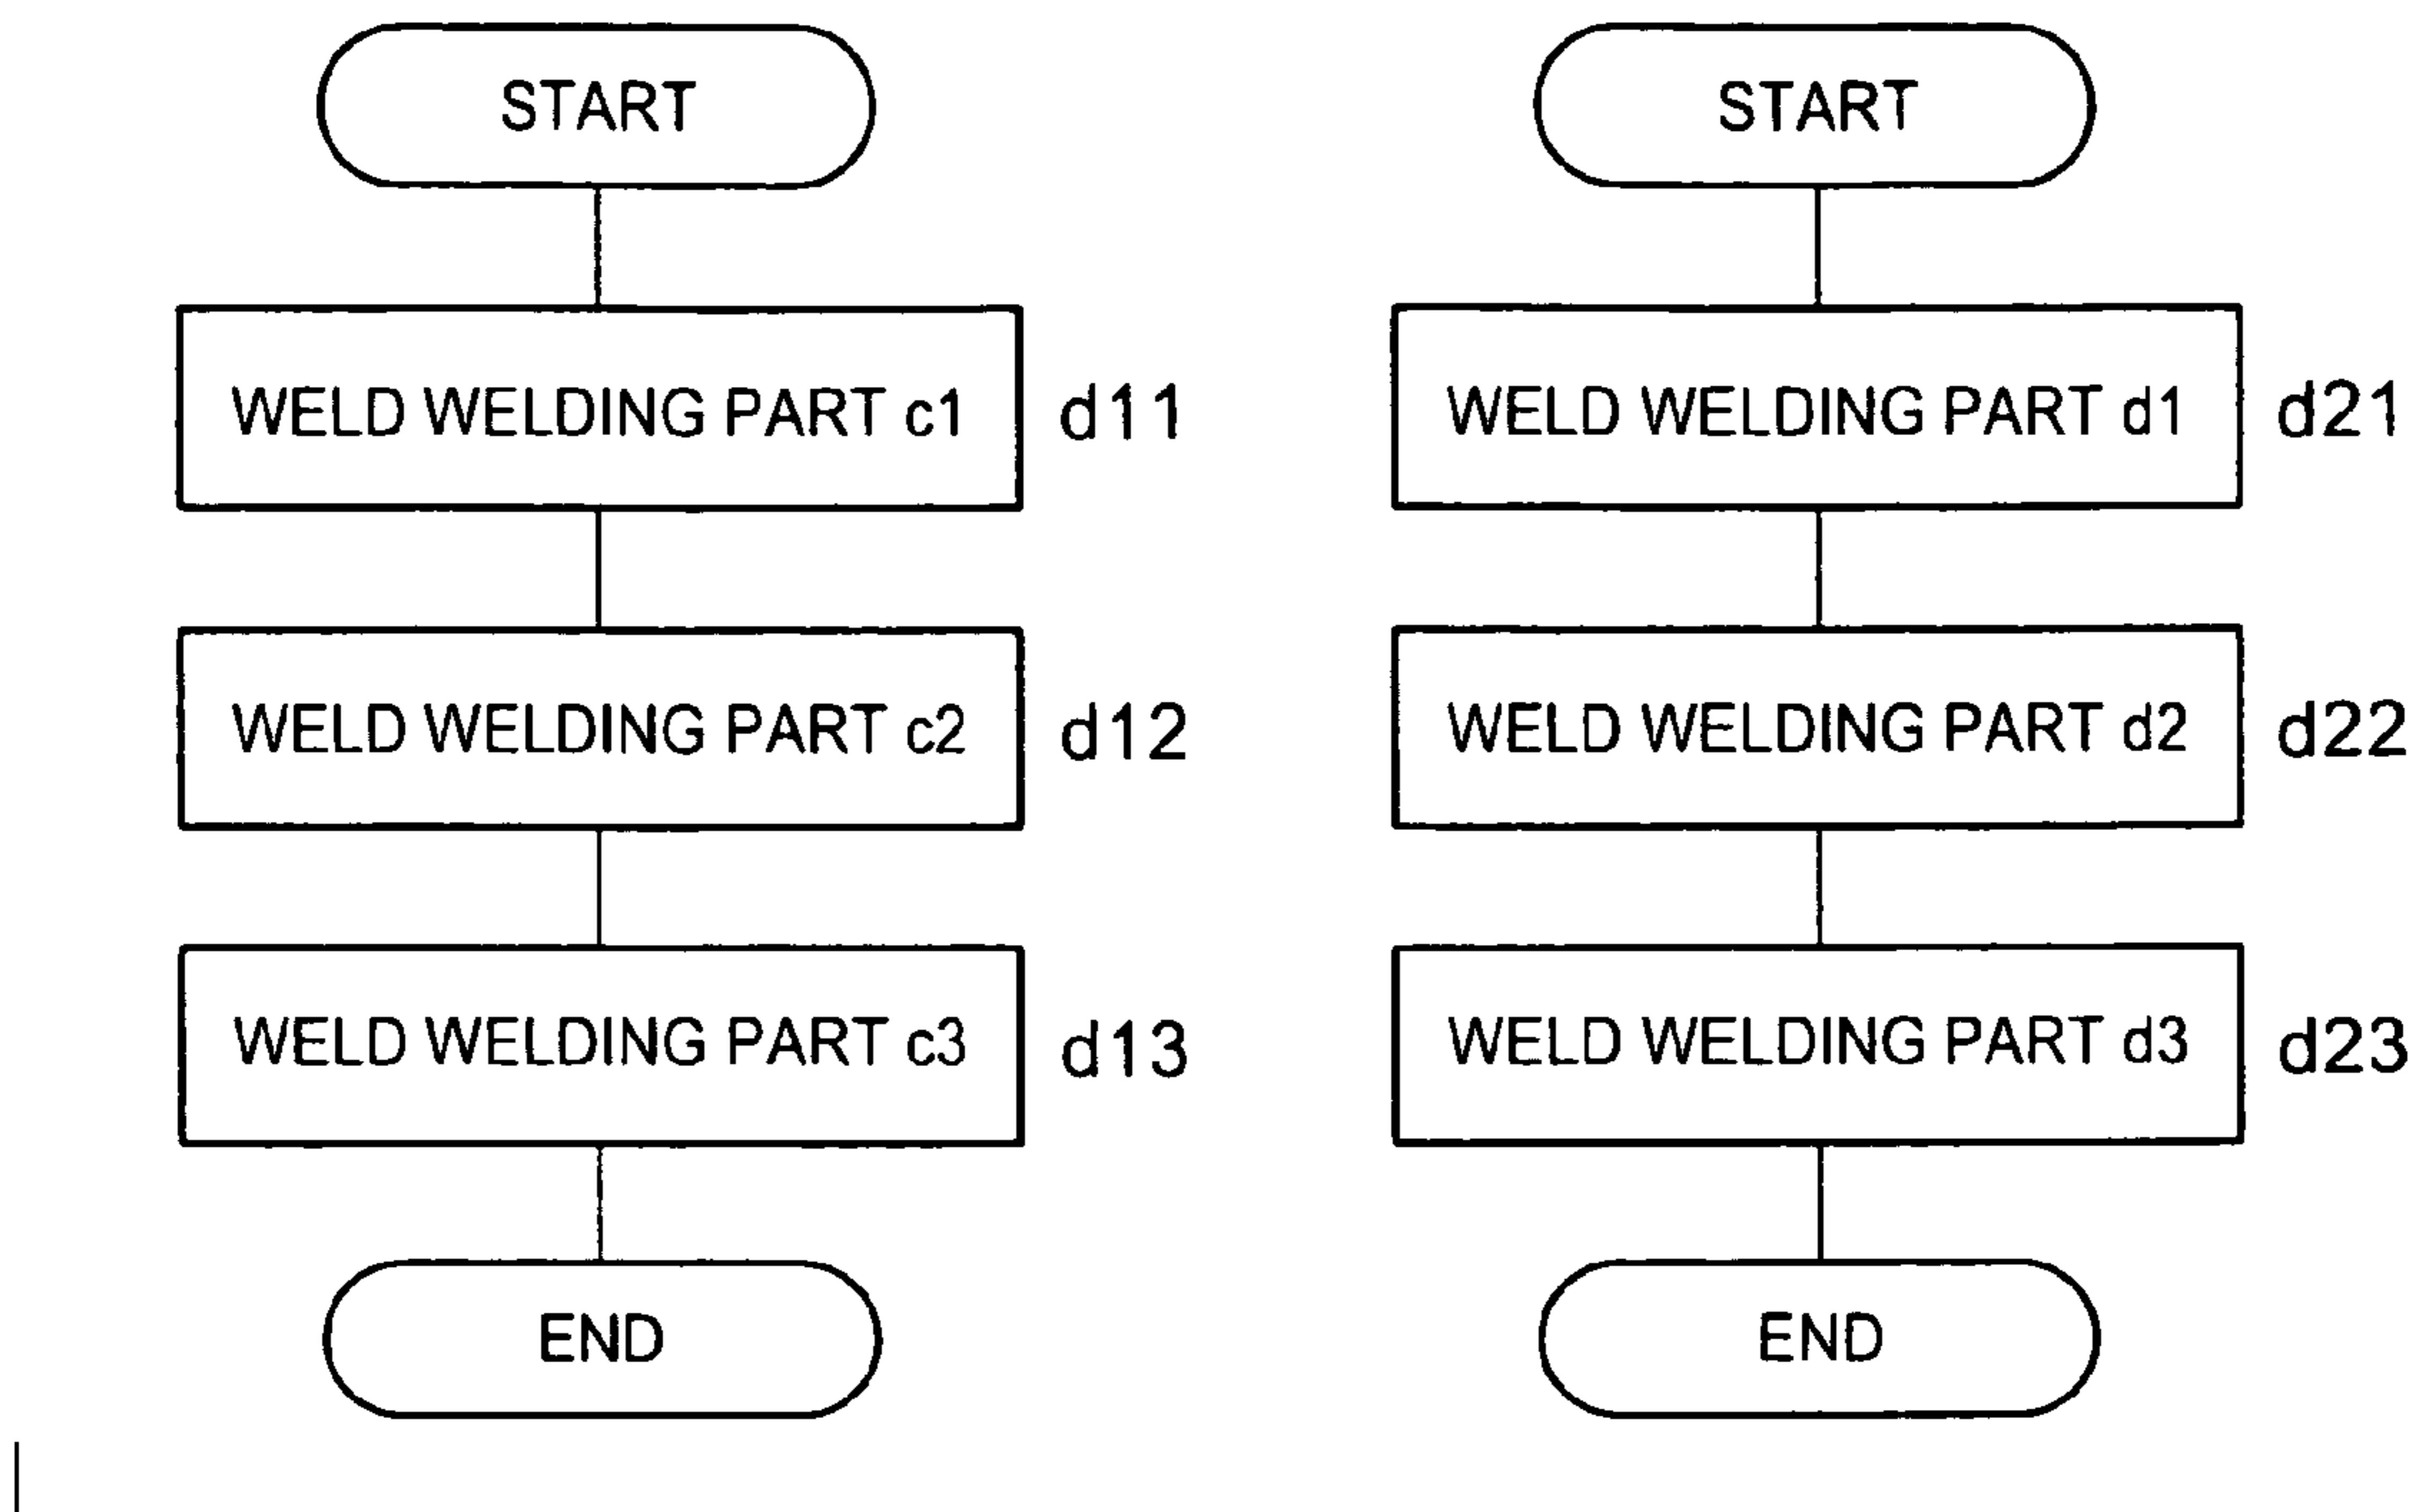 START
WELD WELDING PART c1
d11
WELD WELDING PART c2
d12
WELD WELDING PART c3
d13
END
START
WELD WELDING PART d1
d21
WELD WELDING PART d2
d22
WELD WELDING PART d3
d23
END